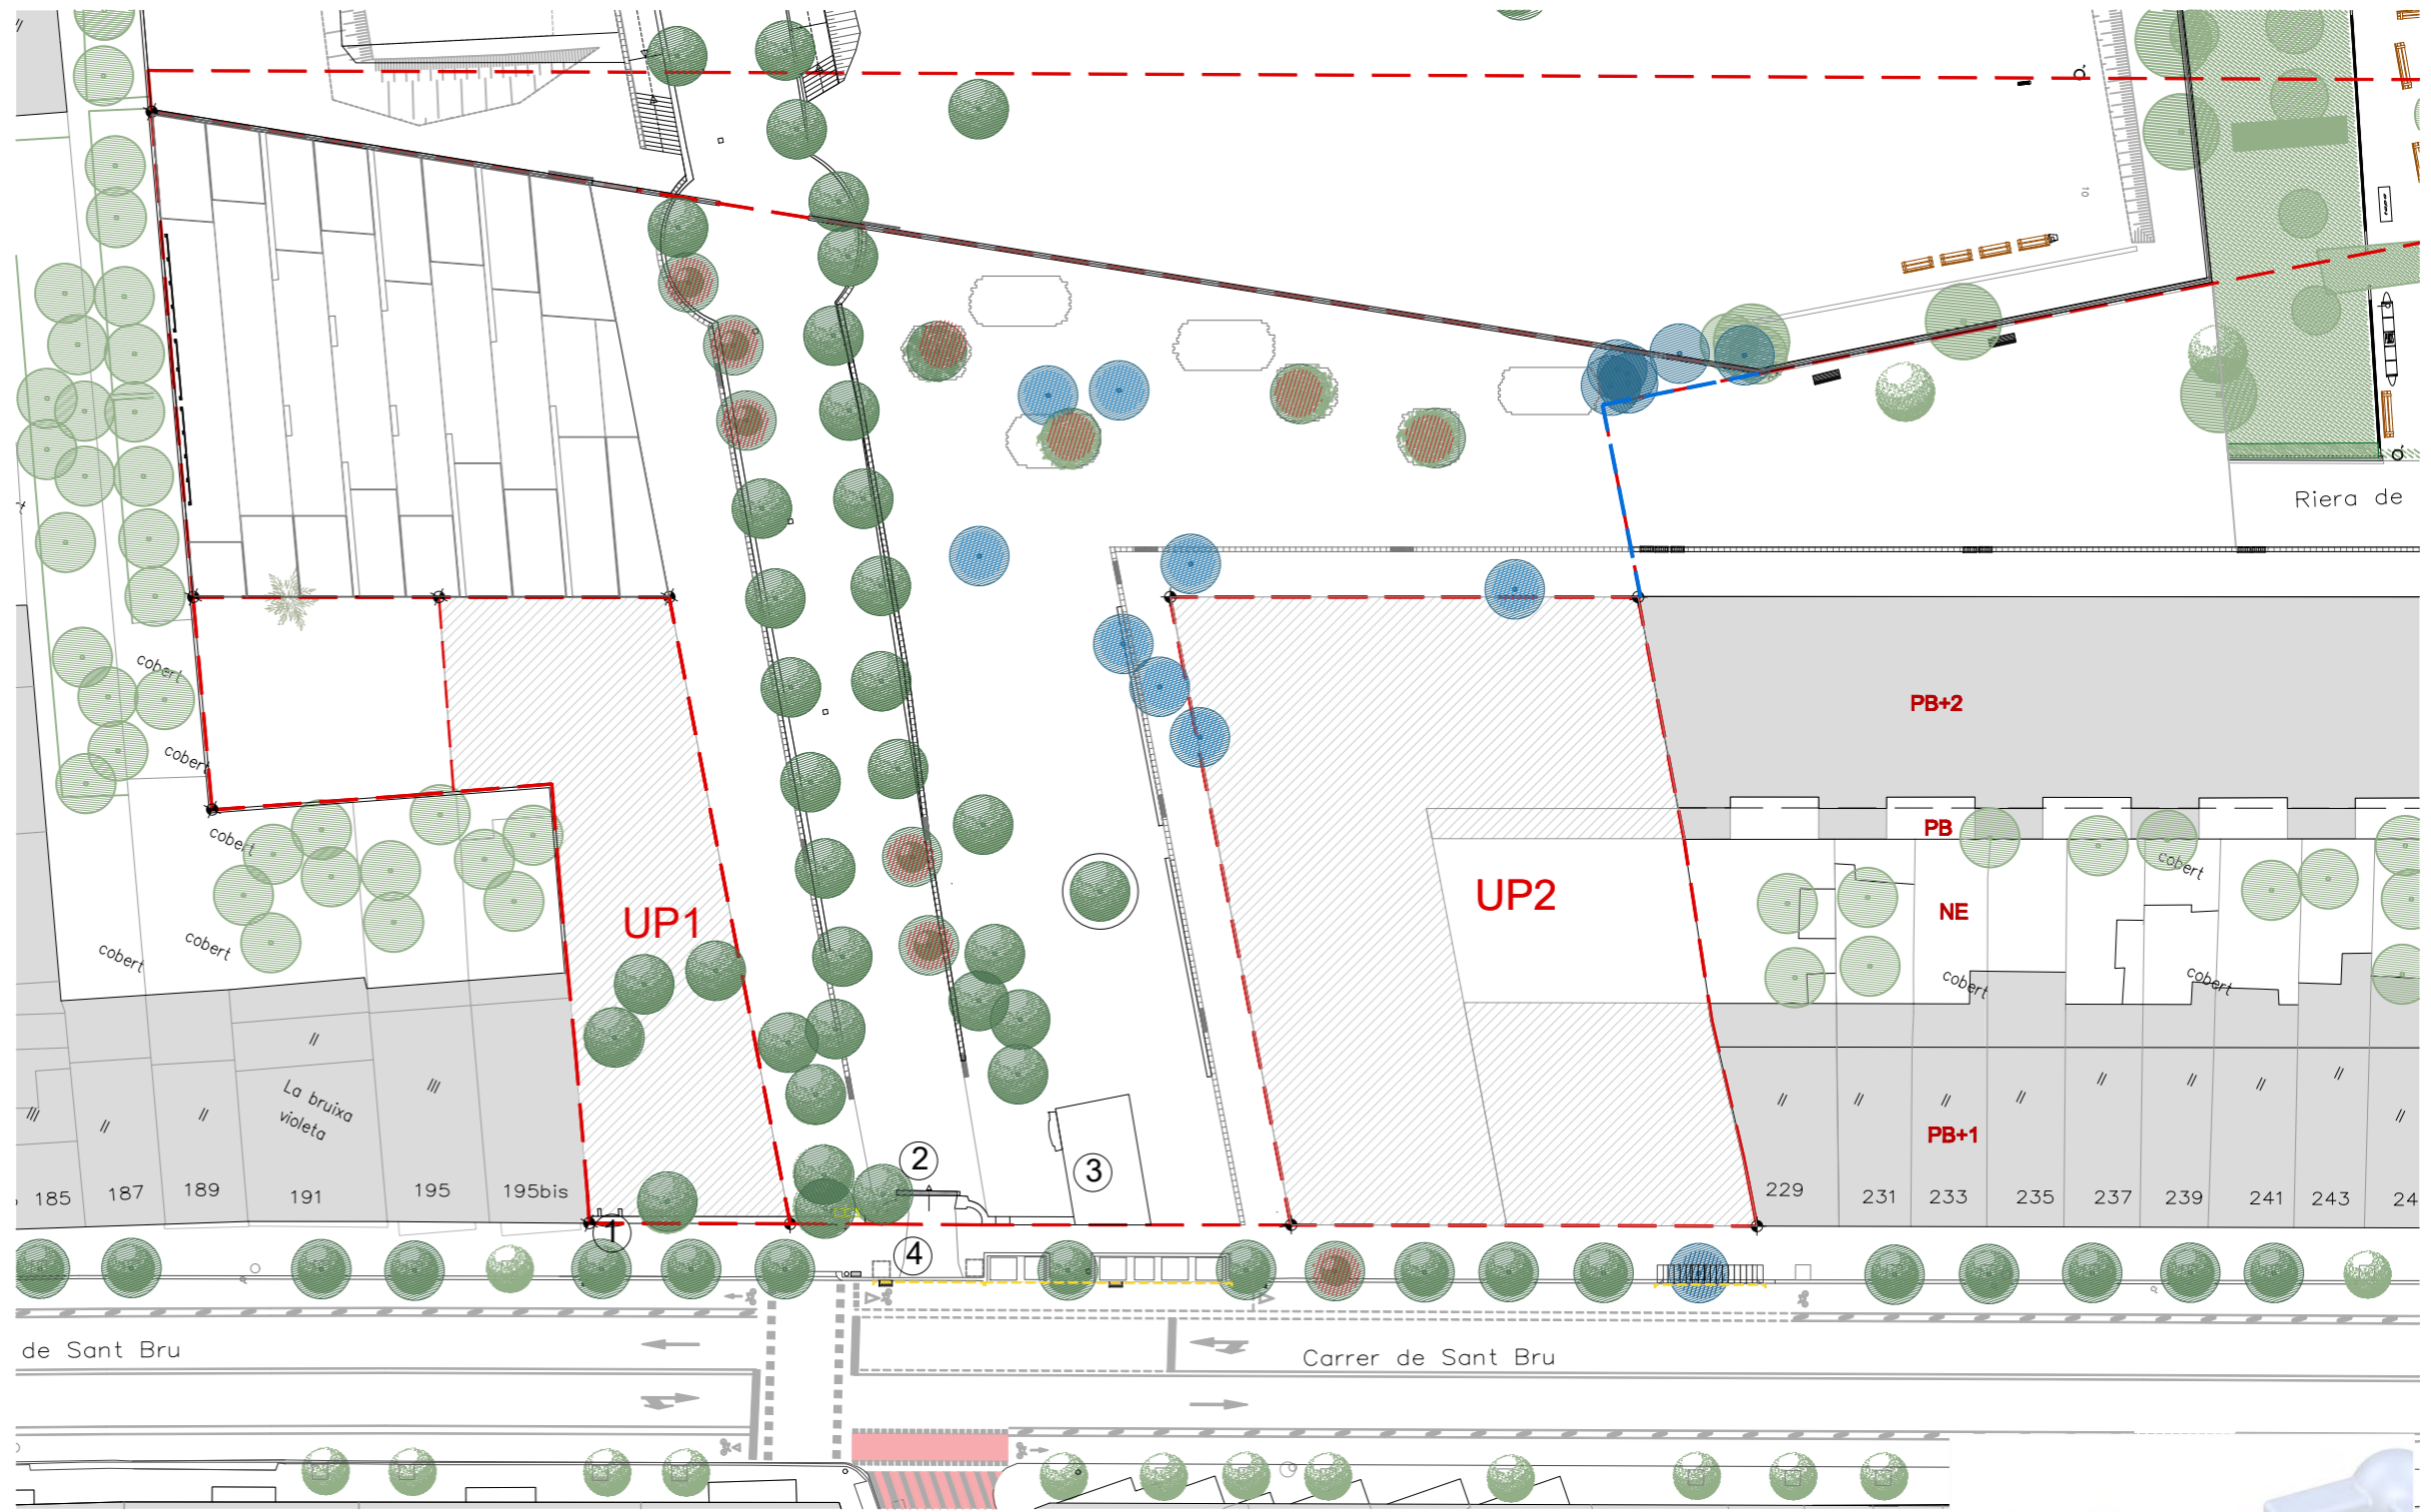 10
Riera de
cobert
PB+2
cobert
PB
cobert
cobert
UP2
UP1
NE
cobert
cobert
cobert
cobert
La bruixa
violeta
PB+1
2
3
185
187
189
191
195
195bis
229
231
233
235
237
239
241
243
24
1
4
de Sant Bru
Carrer de Sant Bru